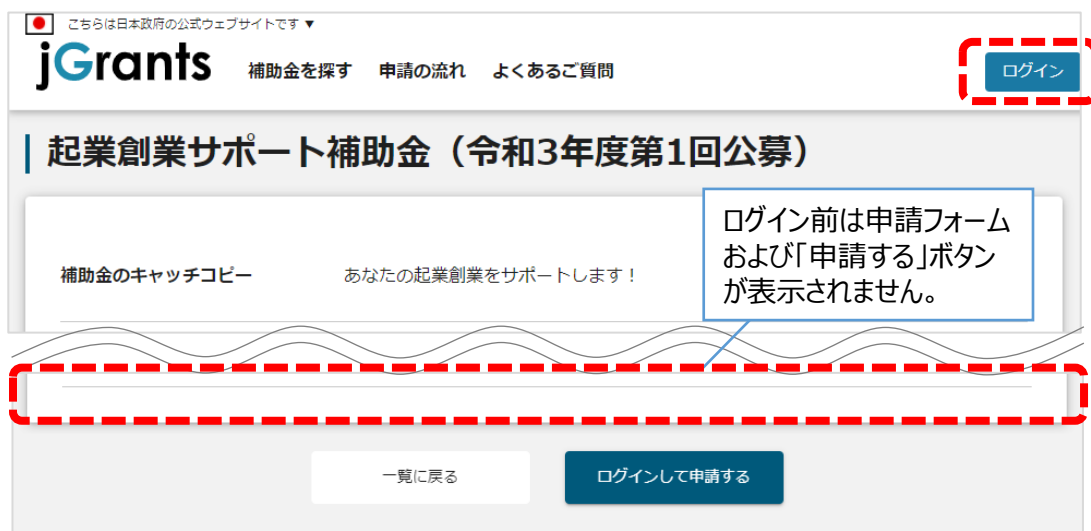 こちらは日本政府の公式ウェブサイトです ▼
jGrants 補助金を探す 申請の流れ よくあるご質問 ログイン
起業創業サポート補助金（令和3年度第1回公募）
ログイン前は申請フォーム
および「申請する」ボタン
が表示されません。
補助金のキャッチコピー あなたの起業創業をサポートします！
一覧に戻る ログインして申請する